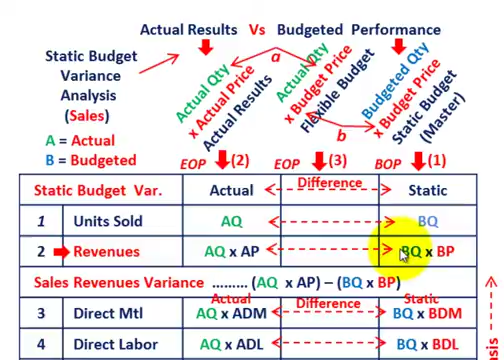 Actual Results Vs Budgeted Performance
Static Budget
Variance
Analysis
(Sales)
A = Actual
B = Budgeted
Actual Qty
x Actual Price
Actual Results
a
Actual Qty
x Budget Price
Flexible Budget
b
Budgeted Qty
x Budget Price
Static Budget
(Master)
EOP (2) EOP (3) BOP (1)
Static Budget Var. Actual Difference Static
1 Units Sold AQ BQ
2 Revenues AQ x AP BQ x BP
Sales Revenues Variance ......... (AQ x AP) – (BQ x BP)
Actual Difference Static
3 Direct Mtl AQ x ADM BQ x BDM
4 Direct Labor AQ x ADL BQ x BDL